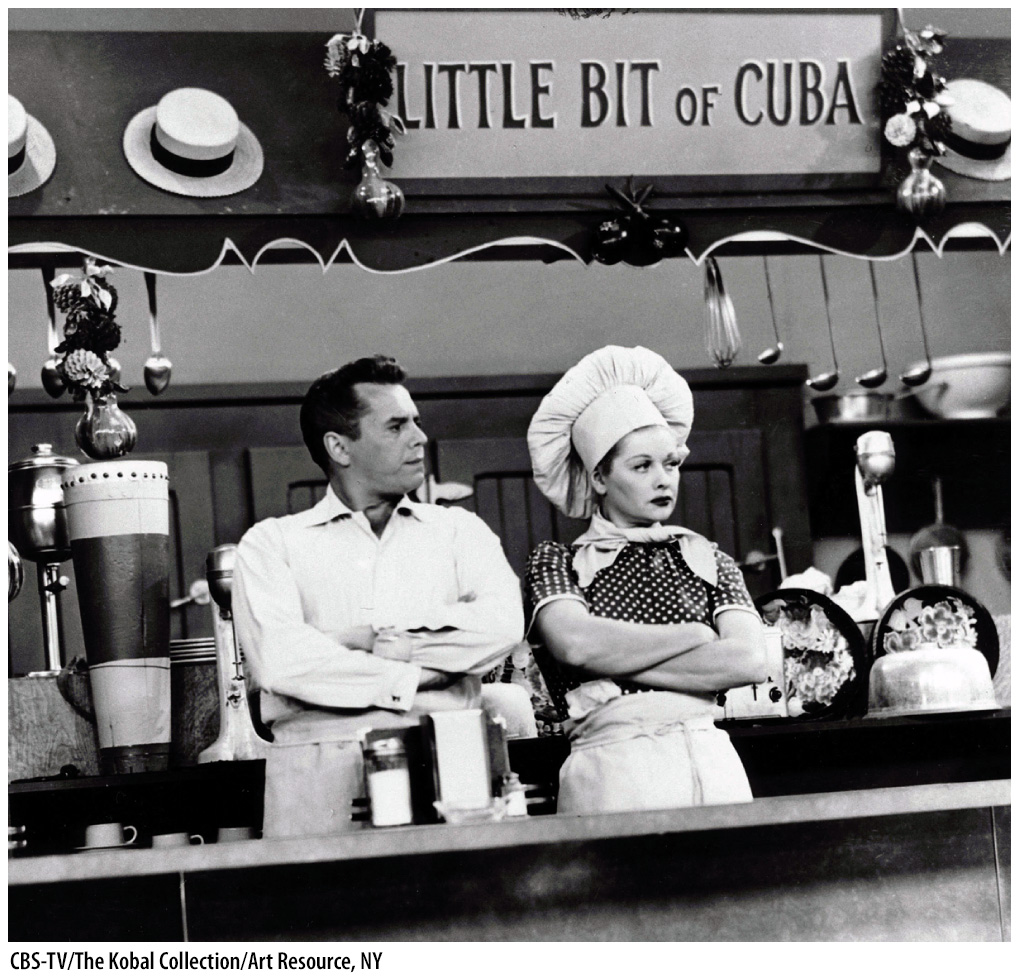 LITTLE BIT OF CUBA
CBS-TV/The Kobal Collection/Art Resource, NY